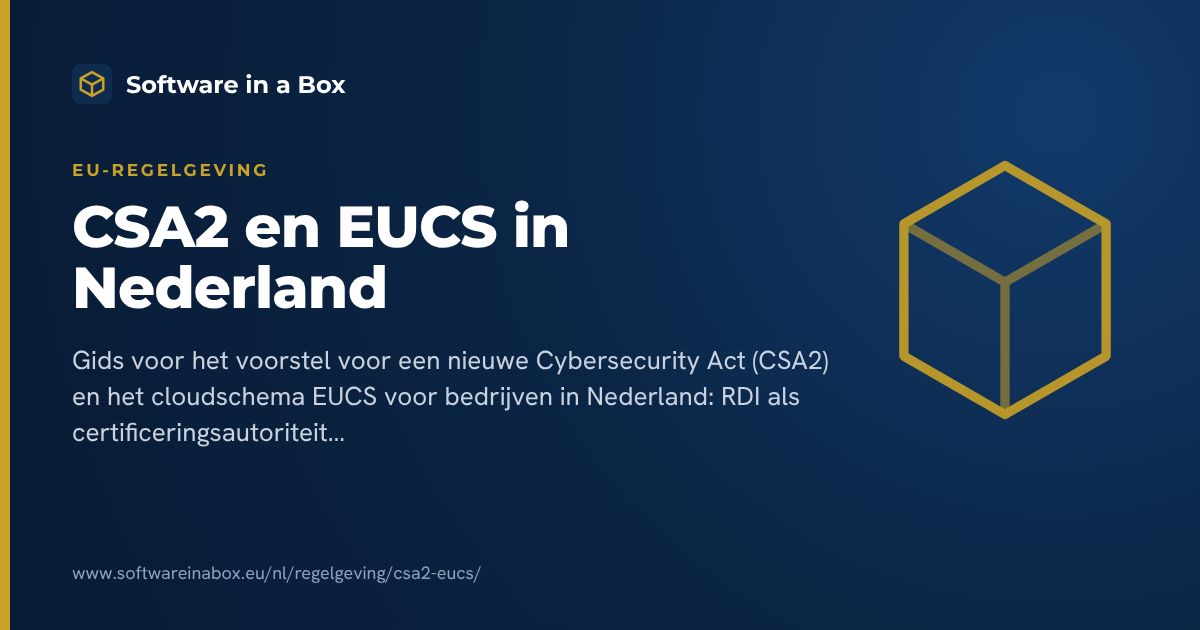 Software in a Box
EU-REGELGEVING
CSA2 en EUCS in
Nederland
Gids voor het voorstel voor een nieuwe Cybersecurity Act (CSA2)
en het cloudschema EUCS voor bedrijven in Nederland: RDI als
certificeringsautoriteit...
www.softwareinabox.eu/nl/regelgeving/csa2-eucs/